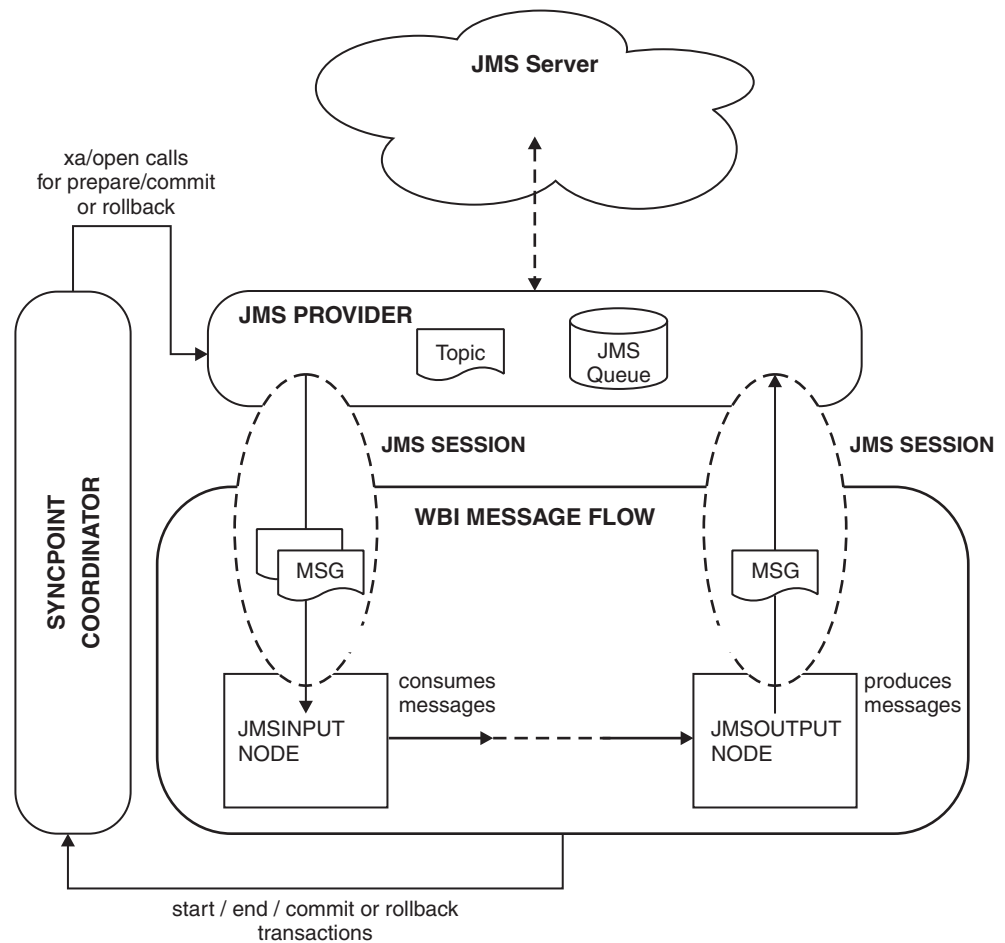 JMS Server
xa/open calls
for prepare/commit
or rollback
JMS PROVIDER
Topic
JMS
Queue
JMS SESSION
JMS SESSION
SYNCPOINT
COORDINATOR
WBI MESSAGE FLOW
MSG
MSG
consumes
messages
produces
messages
JMSINPUT
NODE
JMSOUTPUT
NODE
start / end / commit or rollback
transactions